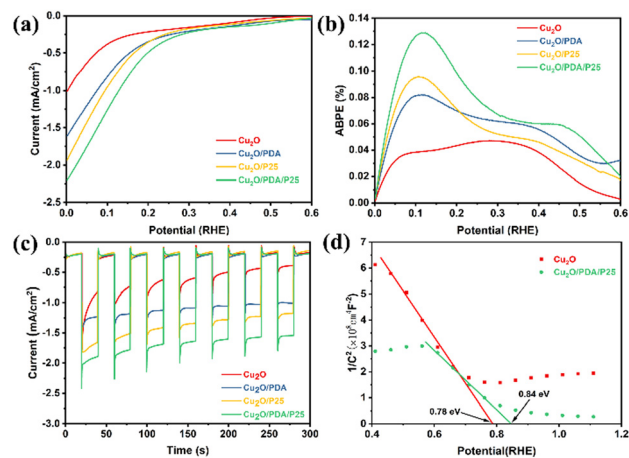 (a)
0.0
-0.5
-1.0
-1.5
-2.0
-2.5
0.0 0.1 0.2 0.3 0.4 0.5 0.6
Current (mA/cm²)
Potential (RHE)
Cu₂O
Cu₂O/PDA
Cu₂O/P25
Cu₂O/PDA/P25
(b)
0.14
0.12
0.10
0.08
0.06
0.04
0.02
0.00
0.0 0.1 0.2 0.3 0.4 0.5 0.6
ABPE (%)
Potential (RHE)
Cu₂O
Cu₂O/PDA
Cu₂O/P25
Cu₂O/PDA/P25
(c)
0.0
-0.5
-1.0
-1.5
-2.0
-2.5
-3.0
0 50 100 150 200 250 300
Current (mA/cm²)
Time (s)
Cu₂O
Cu₂O/PDA
Cu₂O/P25
Cu₂O/PDA/P25
(d)
7
6
5
4
3
2
1
0
0.4 0.6 0.8 1.0 1.2
Potential(RHE)
Cu₂O
Cu₂O/PDA/P25
0.84 eV
0.78 eV